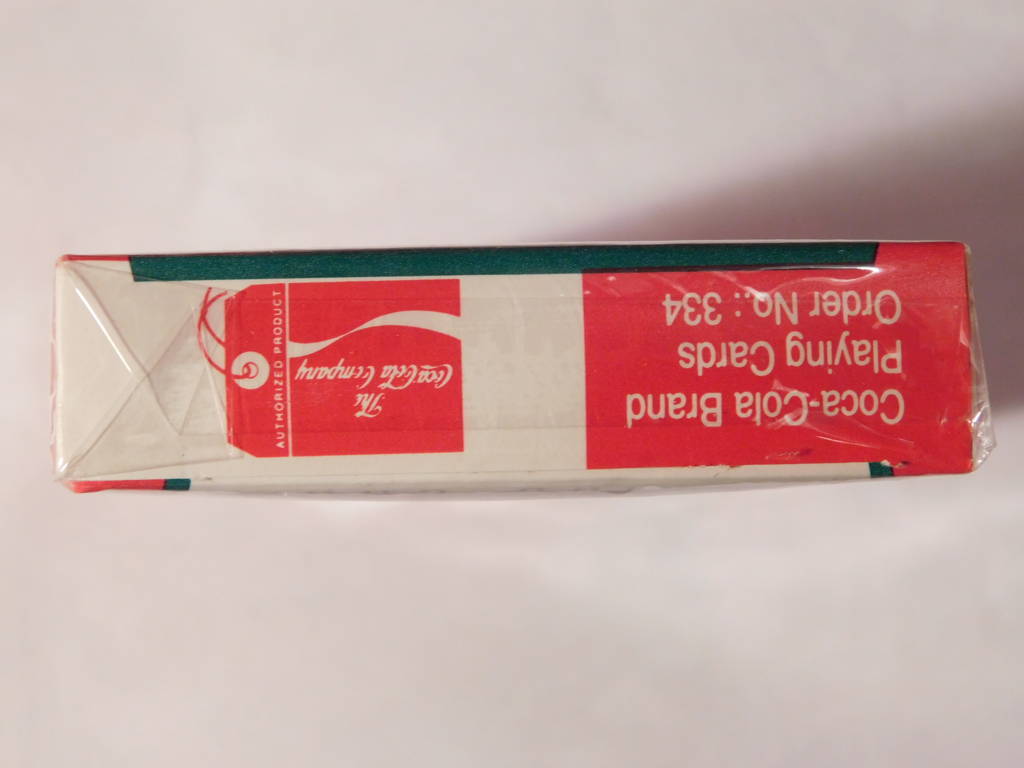 AUTHORIZED PRODUCT
The
Coca-Cola Company
Coca-Cola Brand
Playing Cards
Order No.: 334